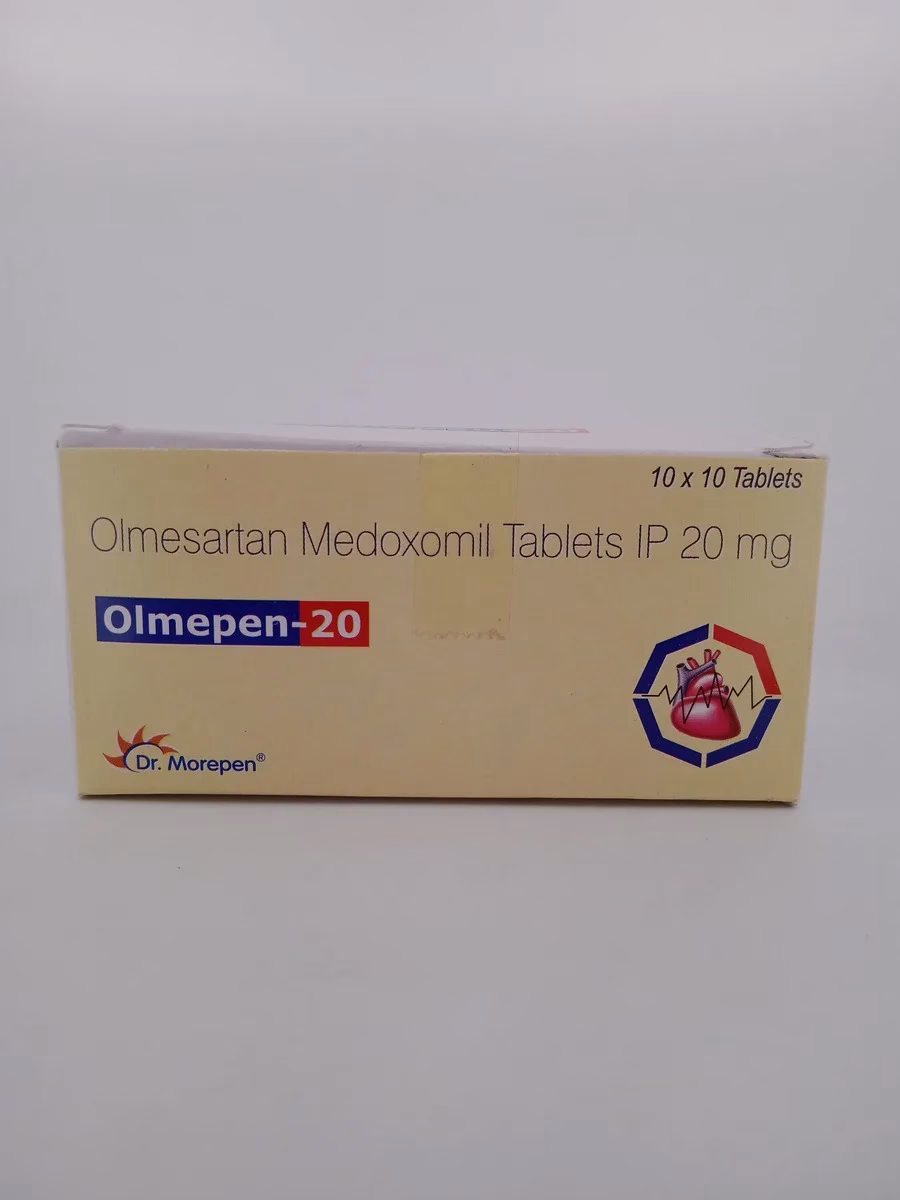 10 x 10 Tablets
Olmesartan Medoxomil Tablets IP 20 mg
Olmepen-20
Dr. Morepen®